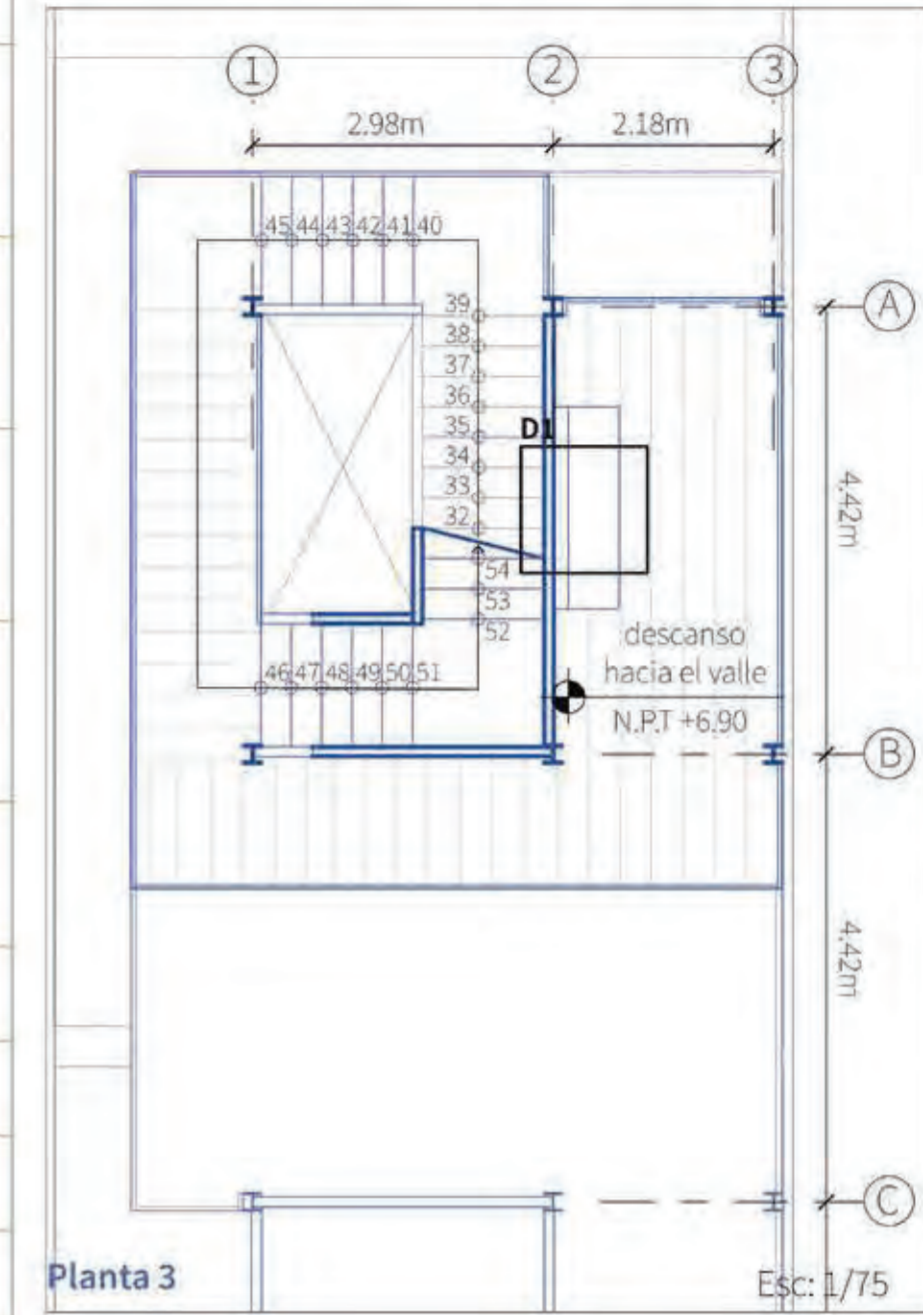 1 2 3
2.98m 2.18m
45 44 43 42 41 40
A
39
38
37
36
35
34
33
32
D1
4.42m
54
53
52
descanso
hacia el valle
N.P.T +6.90
46 47 48 49 50 51
B
4.42m
C
Planta 3
Esc: 1/75